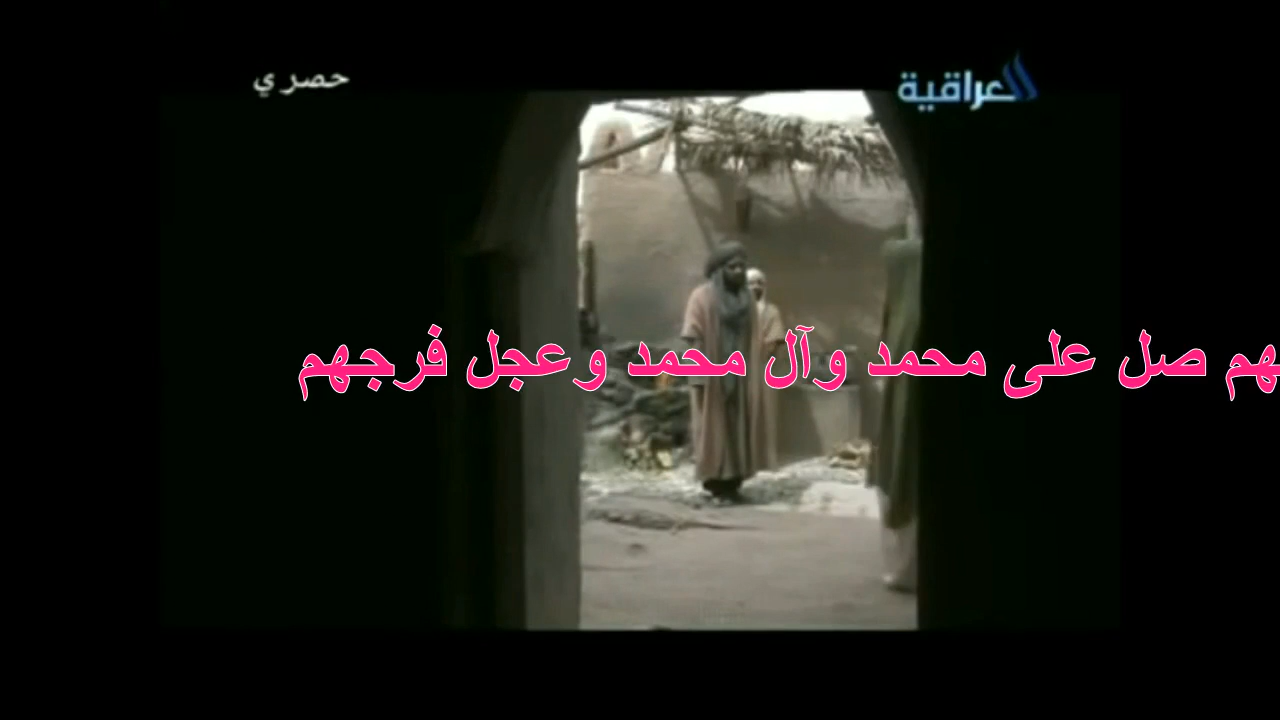 العراقية
حصري
هم صل على محمد وآل محمد وعجل فرجهم